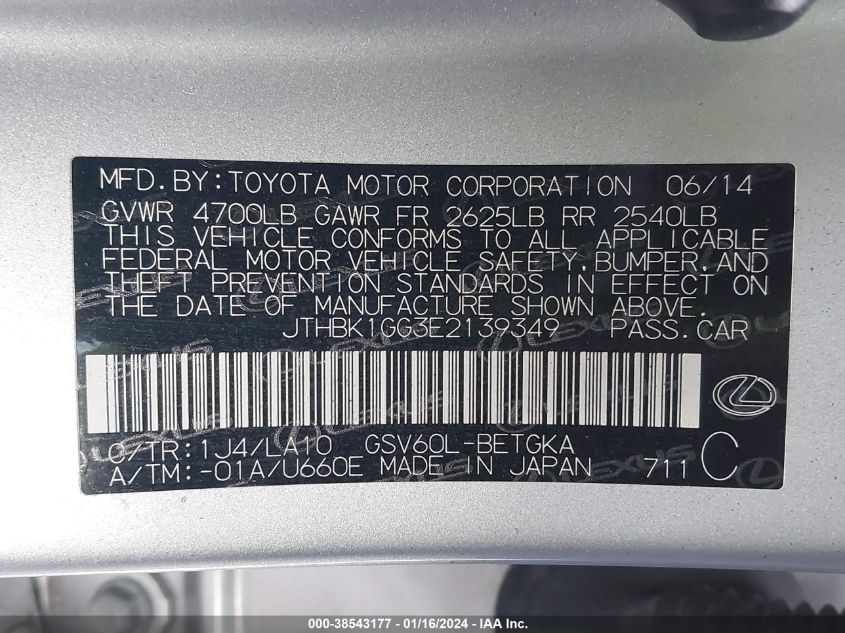 MFD. BY: TOYOTA MOTOR CORPORATION 06/14
GVWR 4700LB GAWR FR 2625LB RR 2540LB
THIS VEHICLE CONFORMS TO ALL APPLICABLE
FEDERAL MOTOR VEHICLE SAFETY, BUMPER, AND
THEFT PREVENTION STANDARDS IN EFFECT ON
THE DATE OF MANUFACTURE SHOWN ABOVE.
JTHBK1GG3E2139349 PASS. CAR
C/TR: 1J4/LA10 GSV60L-BETGKA
A/TM: -01A/U660E MADE IN JAPAN 711 C
000-38543177 - 01/16/2024 - IAA Inc.